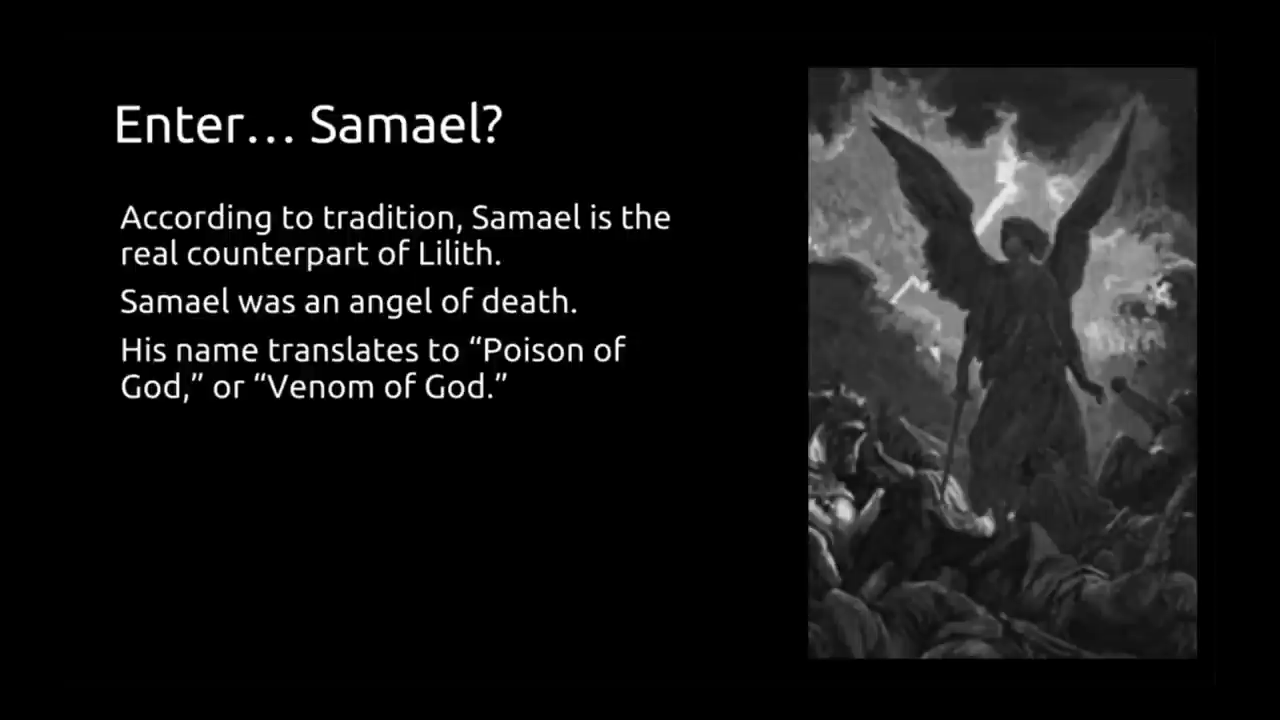 Enter… Samael?
According to tradition, Samael is the
real counterpart of Lilith.
Samael was an angel of death.
His name translates to “Poison of
God,” or “Venom of God.”